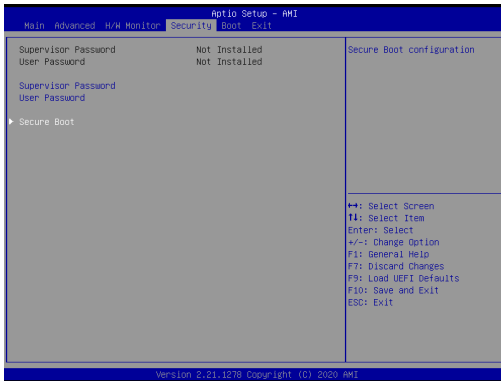 Aptio Setup - AMI
Main Advanced H/W Monitor Security Boot Exit
Supervisor Password Not Installed
User Password Not Installed
Supervisor Password
User Password
Secure Boot
Secure Boot configuration
↔: Select Screen
↑↓: Select Item
Enter: Select
+/-: Change Option
F1: General Help
F7: Discard Changes
F9: Load UEFI Defaults
F10: Save and Exit
ESC: Exit
Version 2.21.1278 Copyright (C) 2020 AMI